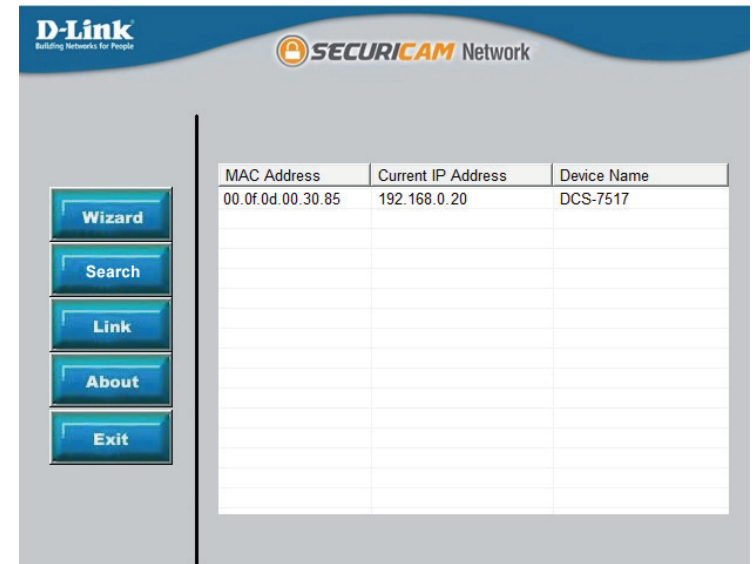 D-Link
Building Networks for People
SECURICAM Network
MAC Address Current IP Address Device Name
00.0f.0d.00.30.85 192.168.0.20 DCS-7517
Wizard
Search
Link
About
Exit